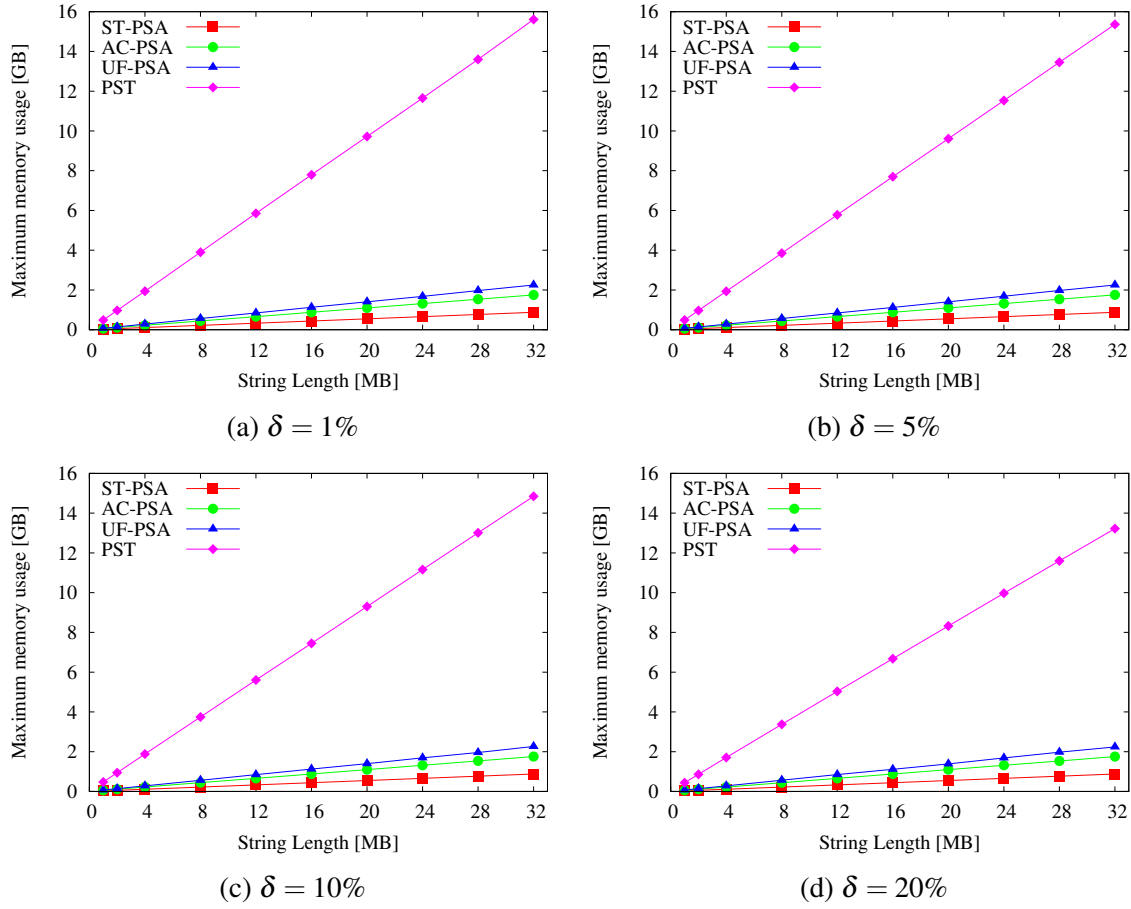 16
14
12
10
8
6
4
2
0
Maximum memory usage [GB]
ST-PSA
AC-PSA
UF-PSA
PST
0 4 8 12 16 20 24 28 32
String Length [MB]
(a) δ = 1%
16
14
12
10
8
6
4
2
0
Maximum memory usage [GB]
ST-PSA
AC-PSA
UF-PSA
PST
0 4 8 12 16 20 24 28 32
String Length [MB]
(b) δ = 5%
16
14
12
10
8
6
4
2
0
Maximum memory usage [GB]
ST-PSA
AC-PSA
UF-PSA
PST
0 4 8 12 16 20 24 28 32
String Length [MB]
(c) δ = 10%
16
14
12
10
8
6
4
2
0
Maximum memory usage [GB]
ST-PSA
AC-PSA
UF-PSA
PST
0 4 8 12 16 20 24 28 32
String Length [MB]
(d) δ = 20%